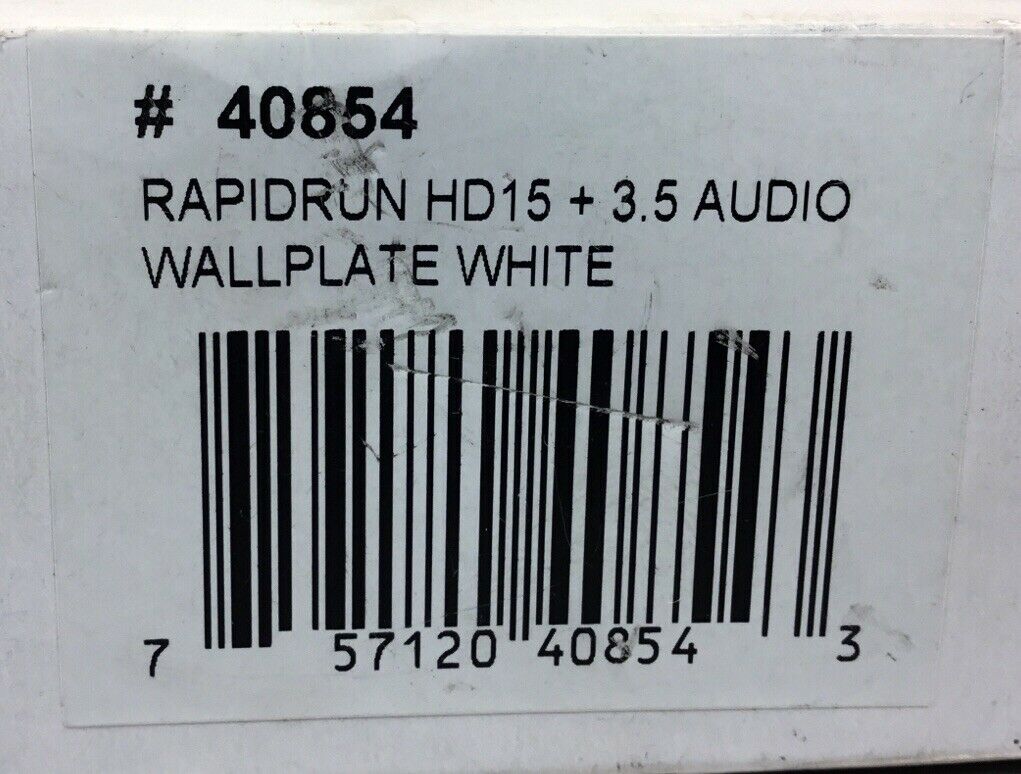 # 40854
RAPIDRUN HD15 + 3.5 AUDIO
WALLPLATE WHITE
7 57120 40854 3